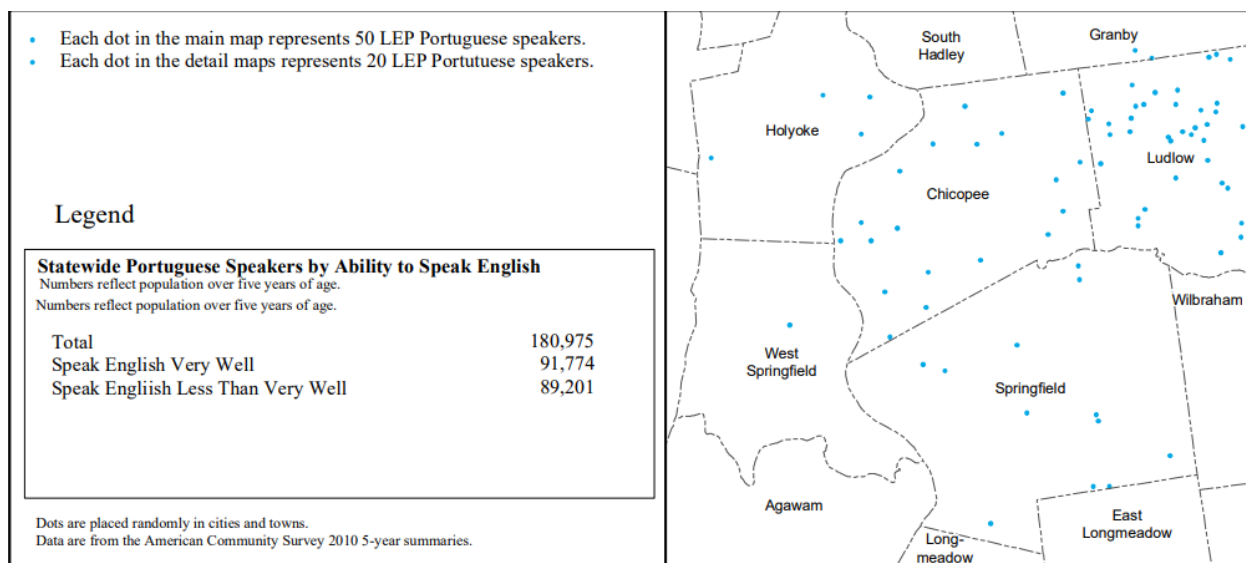 Each dot in the main map represents 50 LEP Portuguese speakers.
Each dot in the detail maps represents 20 LEP Portutuese speakers.
Legend
Statewide Portuguese Speakers by Ability to Speak English
Numbers reflect population over five years of age.
Numbers reflect population over five years of age.
Total 180,975
Speak English Very Well 91,774
Speak Engliish Less Than Very Well 89,201
Dots are placed randomly in cities and towns.
Data are from the American Community Survey 2010 5-year summaries.
South
Hadley
Granby
Holyoke
Ludlow
Chicopee
Wilbraham
West
Springfield
Springfield
Agawam
East
Longmeadow
Long-
meadow